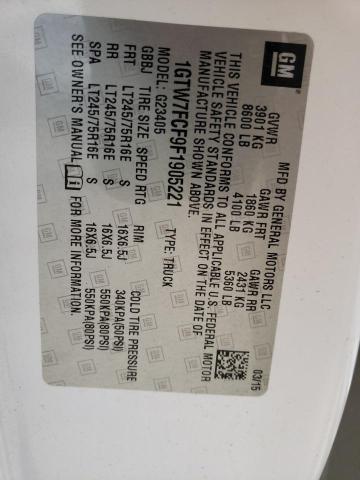 GM
MFD BY GENERAL MOTORS LLC
03/15
GVWR GAWR FRT GAWR RR
3901 KG 1860 KG 2431 KG
8600 LB 4100 LB 5360 LB
THIS VEHICLE CONFORMS TO ALL APPLICABLE U.S. FEDERAL MOTOR
VEHICLE SAFETY STANDARDS IN EFFECT ON THE DATE OF
MANUFACTURE SHOWN ABOVE.
1GTW7FCF9F1905221 TYPE: TRUCK
MODEL: G23405
GBBJ TIRE SIZE SPEED RTG RIM COLD TIRE PRESSURE
FRT LT245/75R16E S 16X6.5J 340KPA(50PSI)
RR LT245/75R16E S 16X6.5J 550KPA(80PSI)
SPA LT245/75R16E S 16X6.5J 550KPA(80PSI)
SEE OWNER'S MANUAL i FOR MORE INFORMATION.